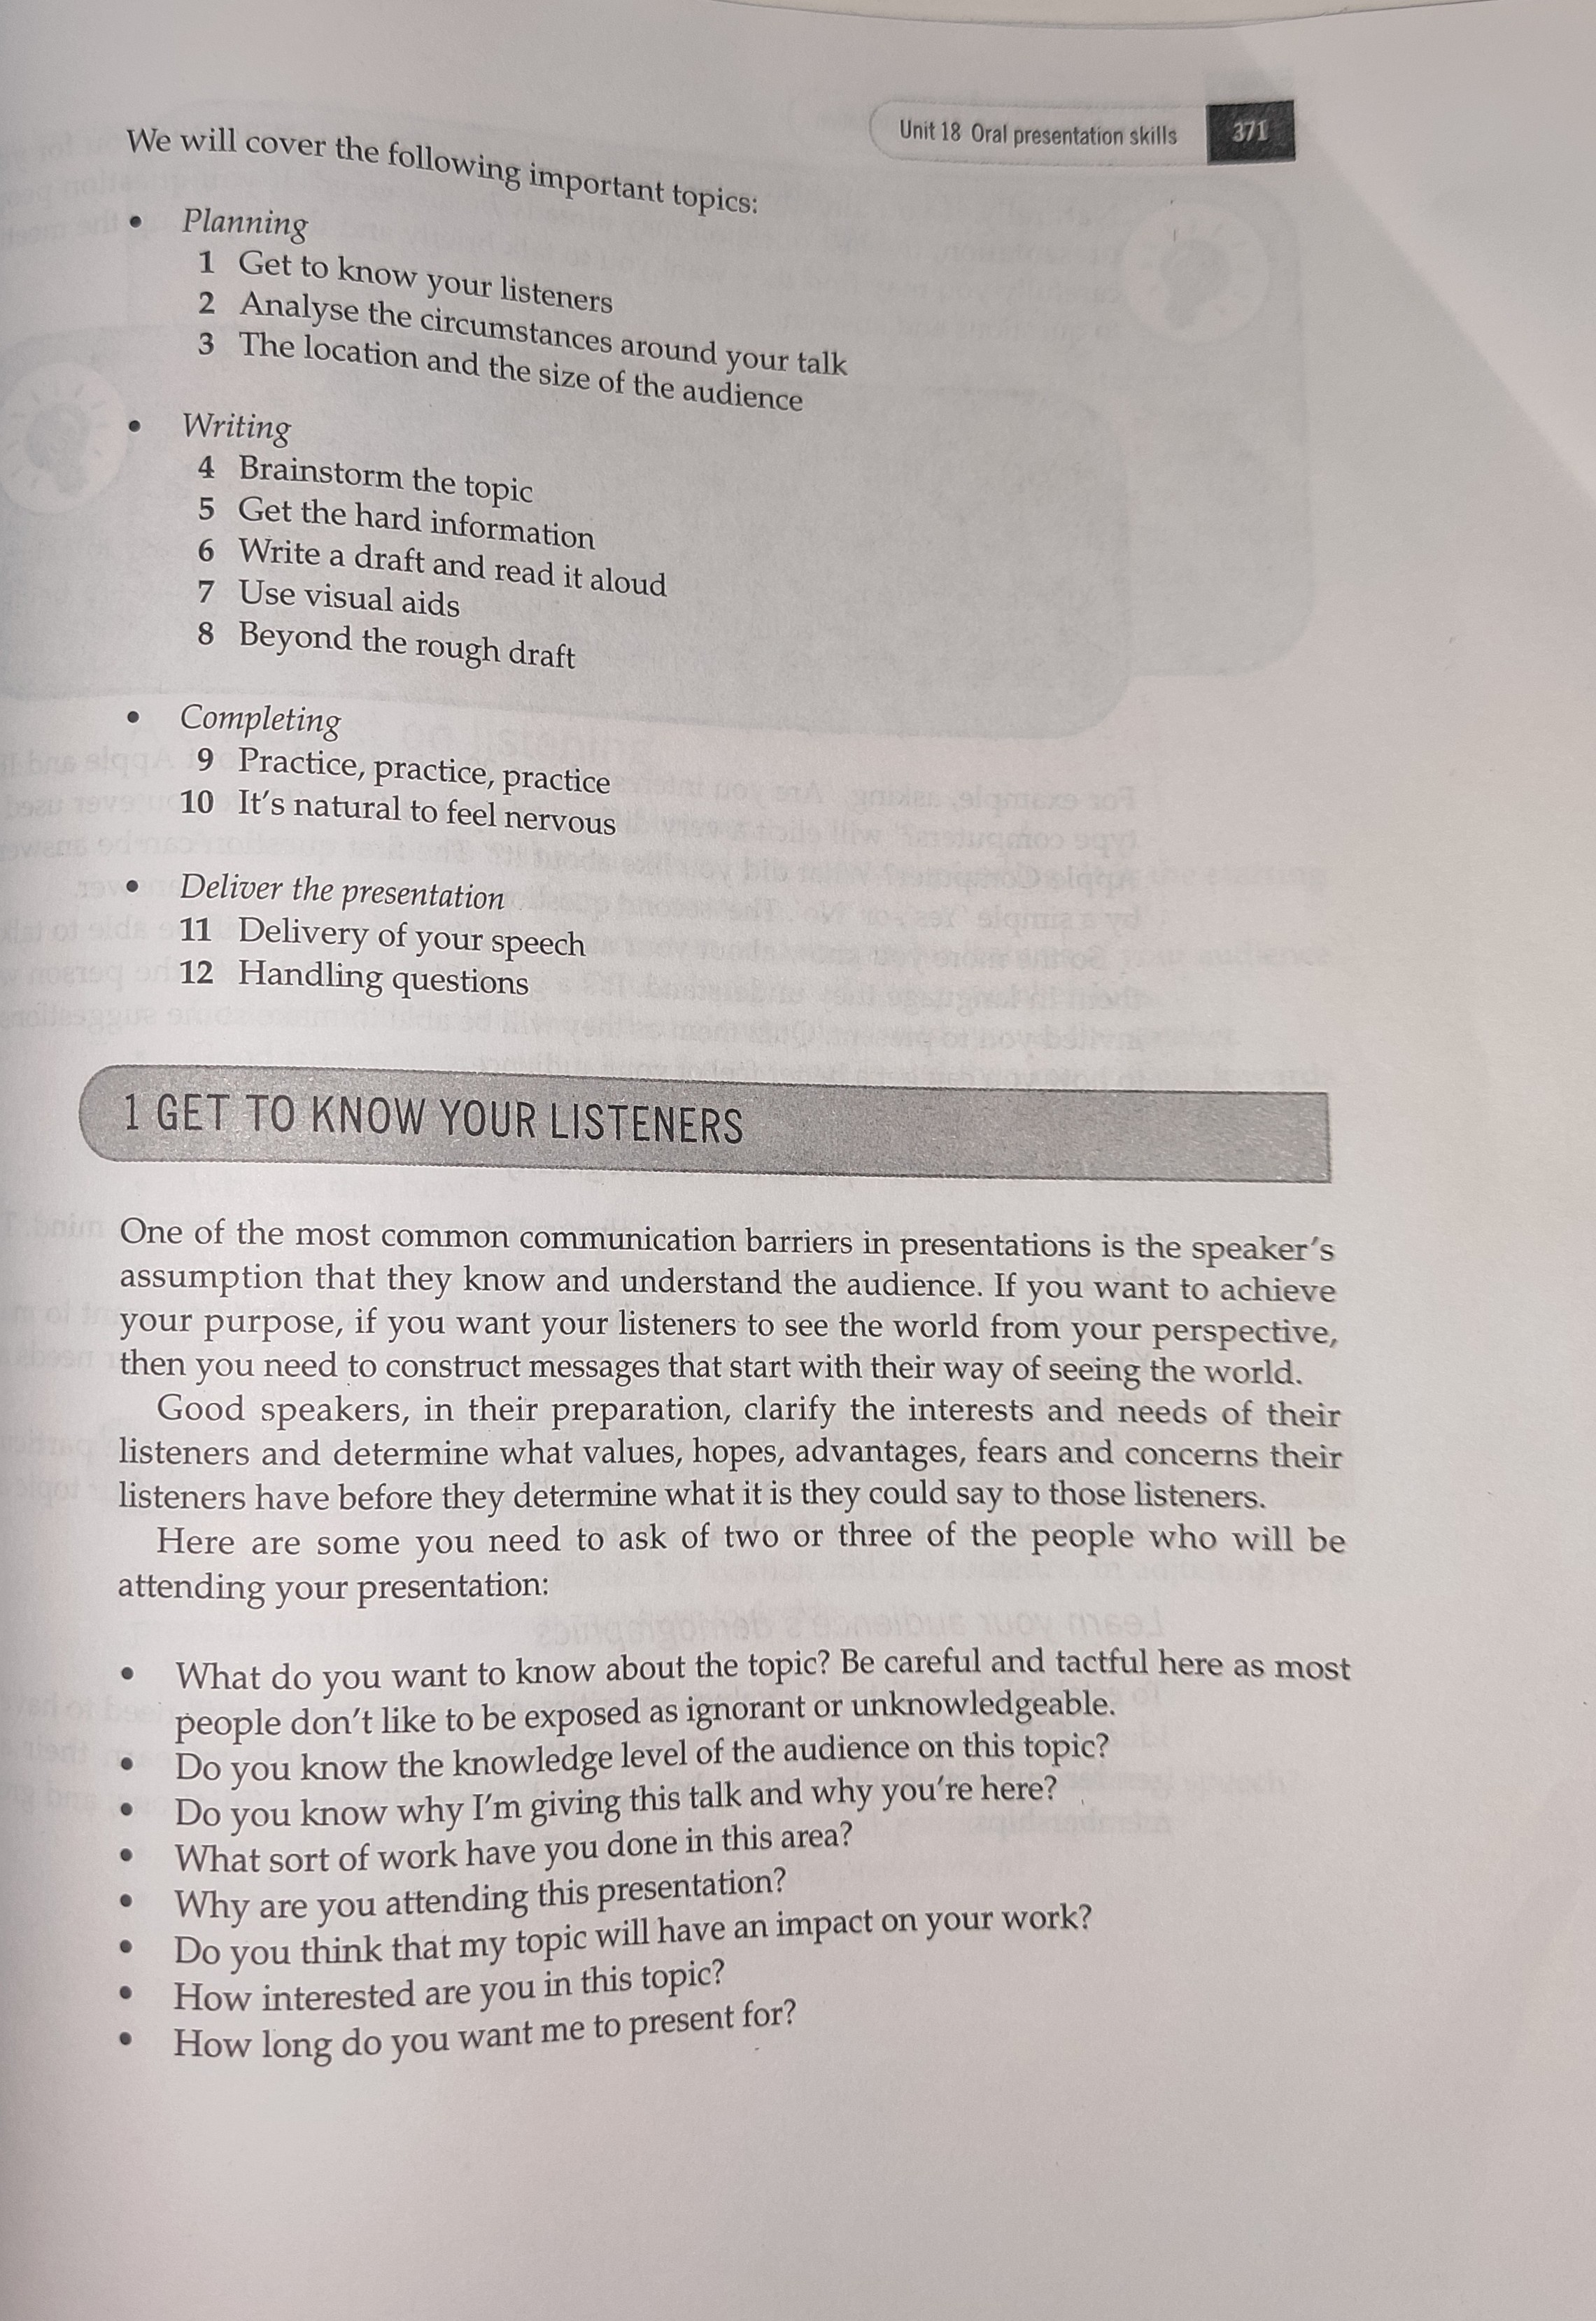 Unit 18 Oral presentation skills 371
We will cover the following important topics:
• Planning
1 Get to know your listeners
2 Analyse the circumstances around your talk
3 The location and the size of the audience
• Writing
4 Brainstorm the topic
5 Get the hard information
6 Write a draft and read it aloud
7 Use visual aids
8 Beyond the rough draft
• Completing
9 Practice, practice, practice
10 It's natural to feel nervous
• Deliver the presentation
11 Delivery of your speech
12 Handling questions
1 GET TO KNOW YOUR LISTENERS
One of the most common communication barriers in presentations is the speaker's
assumption that they know and understand the audience. If you want to achieve
your purpose, if you want your listeners to see the world from your perspective,
then you need to construct messages that start with their way of seeing the world.
Good speakers, in their preparation, clarify the interests and needs of their
listeners and determine what values, hopes, advantages, fears and concerns their
listeners have before they determine what it is they could say to those listeners.
Here are some you need to ask of two or three of the people who will be
attending your presentation:
• What do you want to know about the topic? Be careful and tactful here as most
people don't like to be exposed as ignorant or unknowledgeable.
• Do you know the knowledge level of the audience on this topic?
• Do you know why I'm giving this talk and why you're here?
• What sort of work have you done in this area?
• Why are you attending this presentation?
• Do you think that my topic will have an impact on your work?
• How interested are you in this topic?
• How long do you want me to present for?